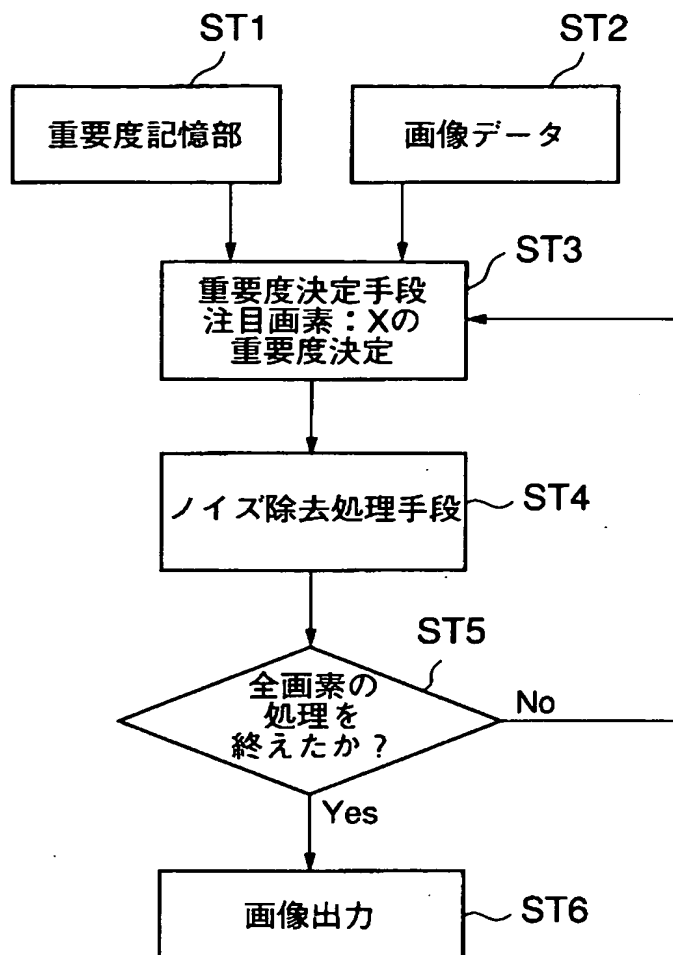 ST1
ST2
重要度記憶部
画像データ
ST3
重要度決定手段
注目画素：Xの
重要度決定
ノイズ除去処理手段
ST4
ST5
全画素の
処理を
終えたか？
No
Yes
画像出力
ST6